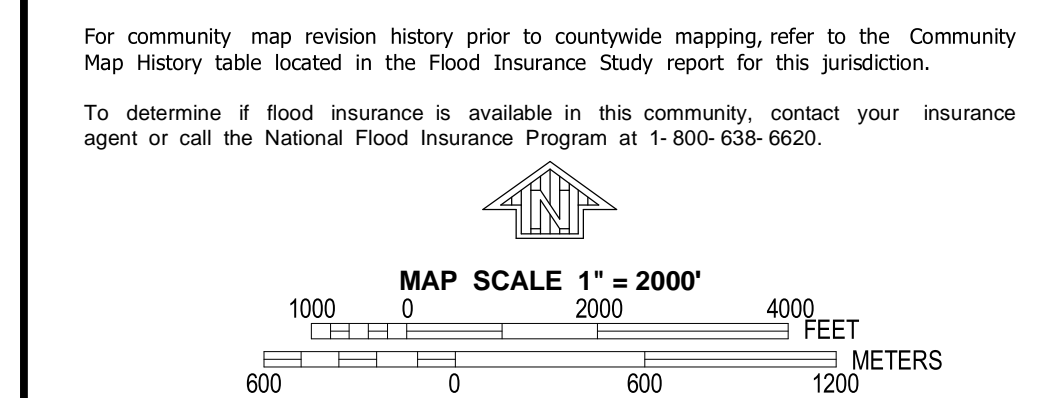 For community map revision history prior to countywide mapping, refer to the Community
Map History table located in the Flood Insurance Study report for this jurisdiction.
To determine if flood insurance is available in this community, contact your insurance
agent or call the National Flood Insurance Program at 1- 800- 638- 6620.
N
MAP SCALE 1" = 2000'
1000 0 2000 4000
FEET
METERS
600 0 600 1200